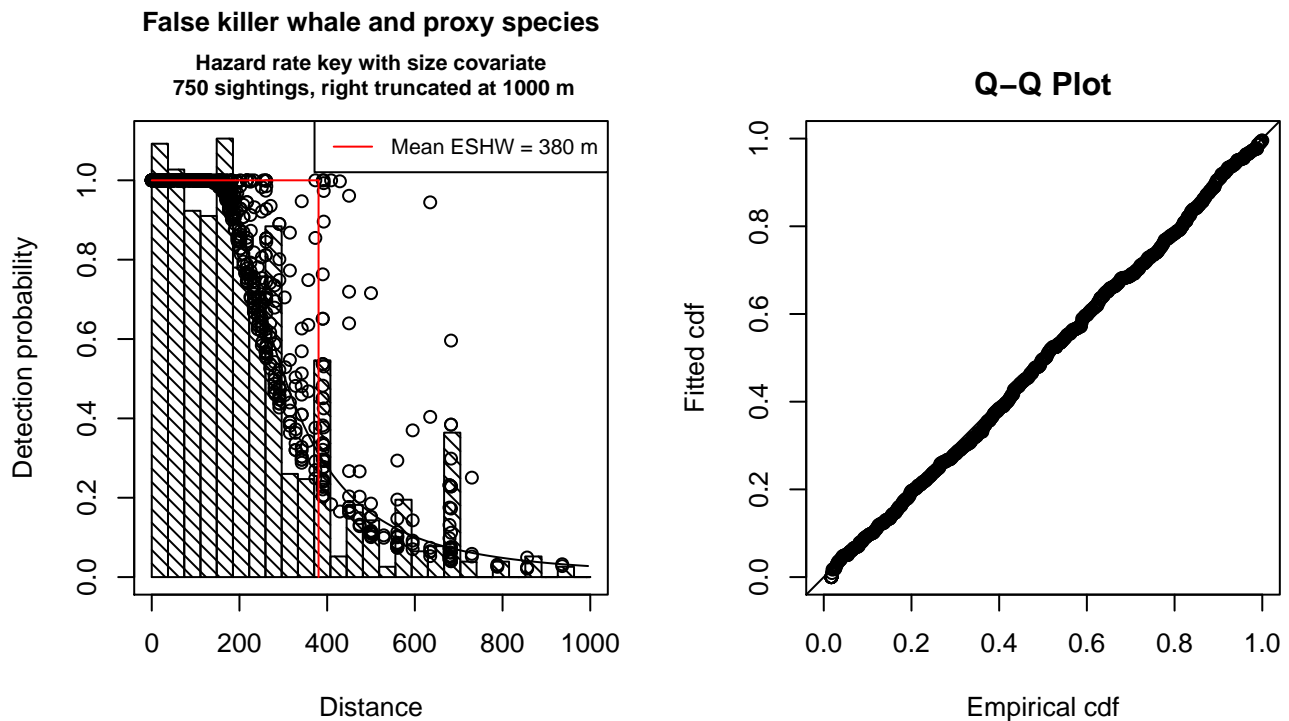 False killer whale and proxy species
Hazard rate key with size covariate
750 sightings, right truncated at 1000 m
Mean ESHW = 380 m
Detection probability
0.0 0.2 0.4 0.6 0.8 1.0
0 200 400 600 800 1000
Distance
Q−Q Plot
Fitted cdf
0.0 0.2 0.4 0.6 0.8 1.0
0.0 0.2 0.4 0.6 0.8 1.0
Empirical cdf